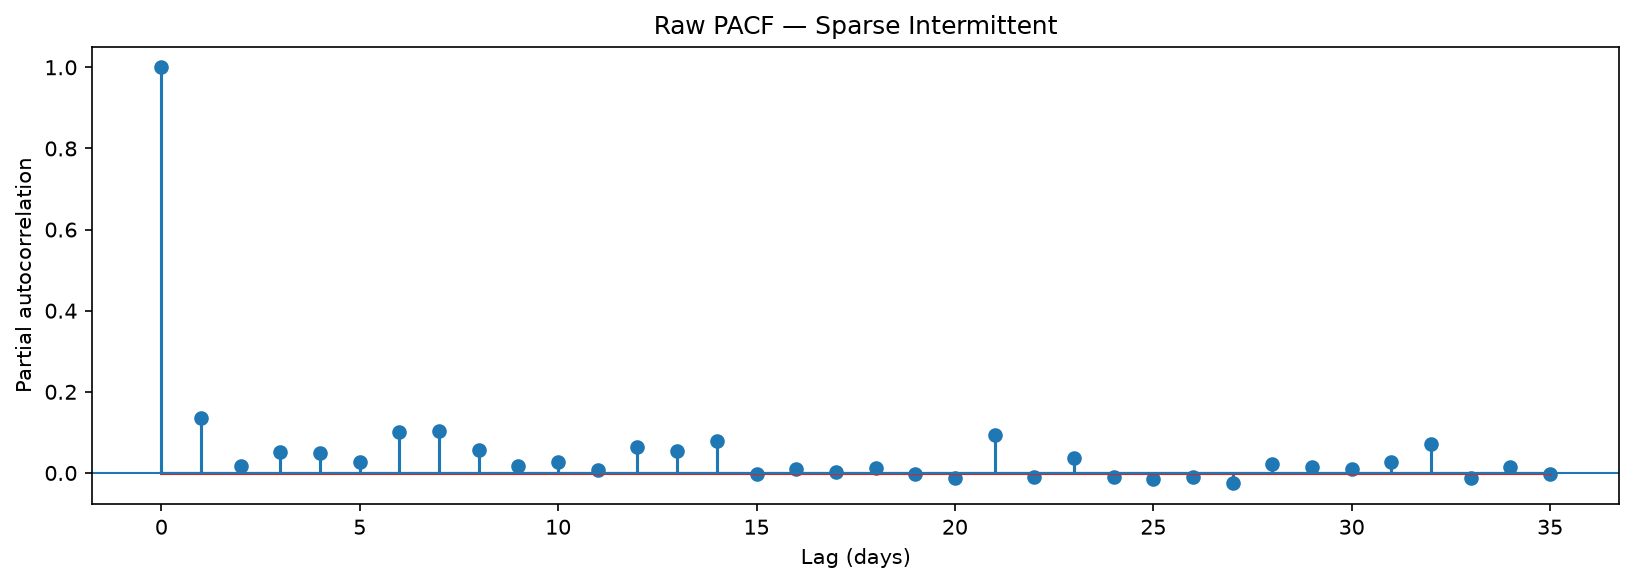 Raw PACF — Sparse Intermittent
1.0
0.8
0.6
0.4
0.2
0.0
Partial autocorrelation
0 5 10 15 20 25 30 35
Lag (days)